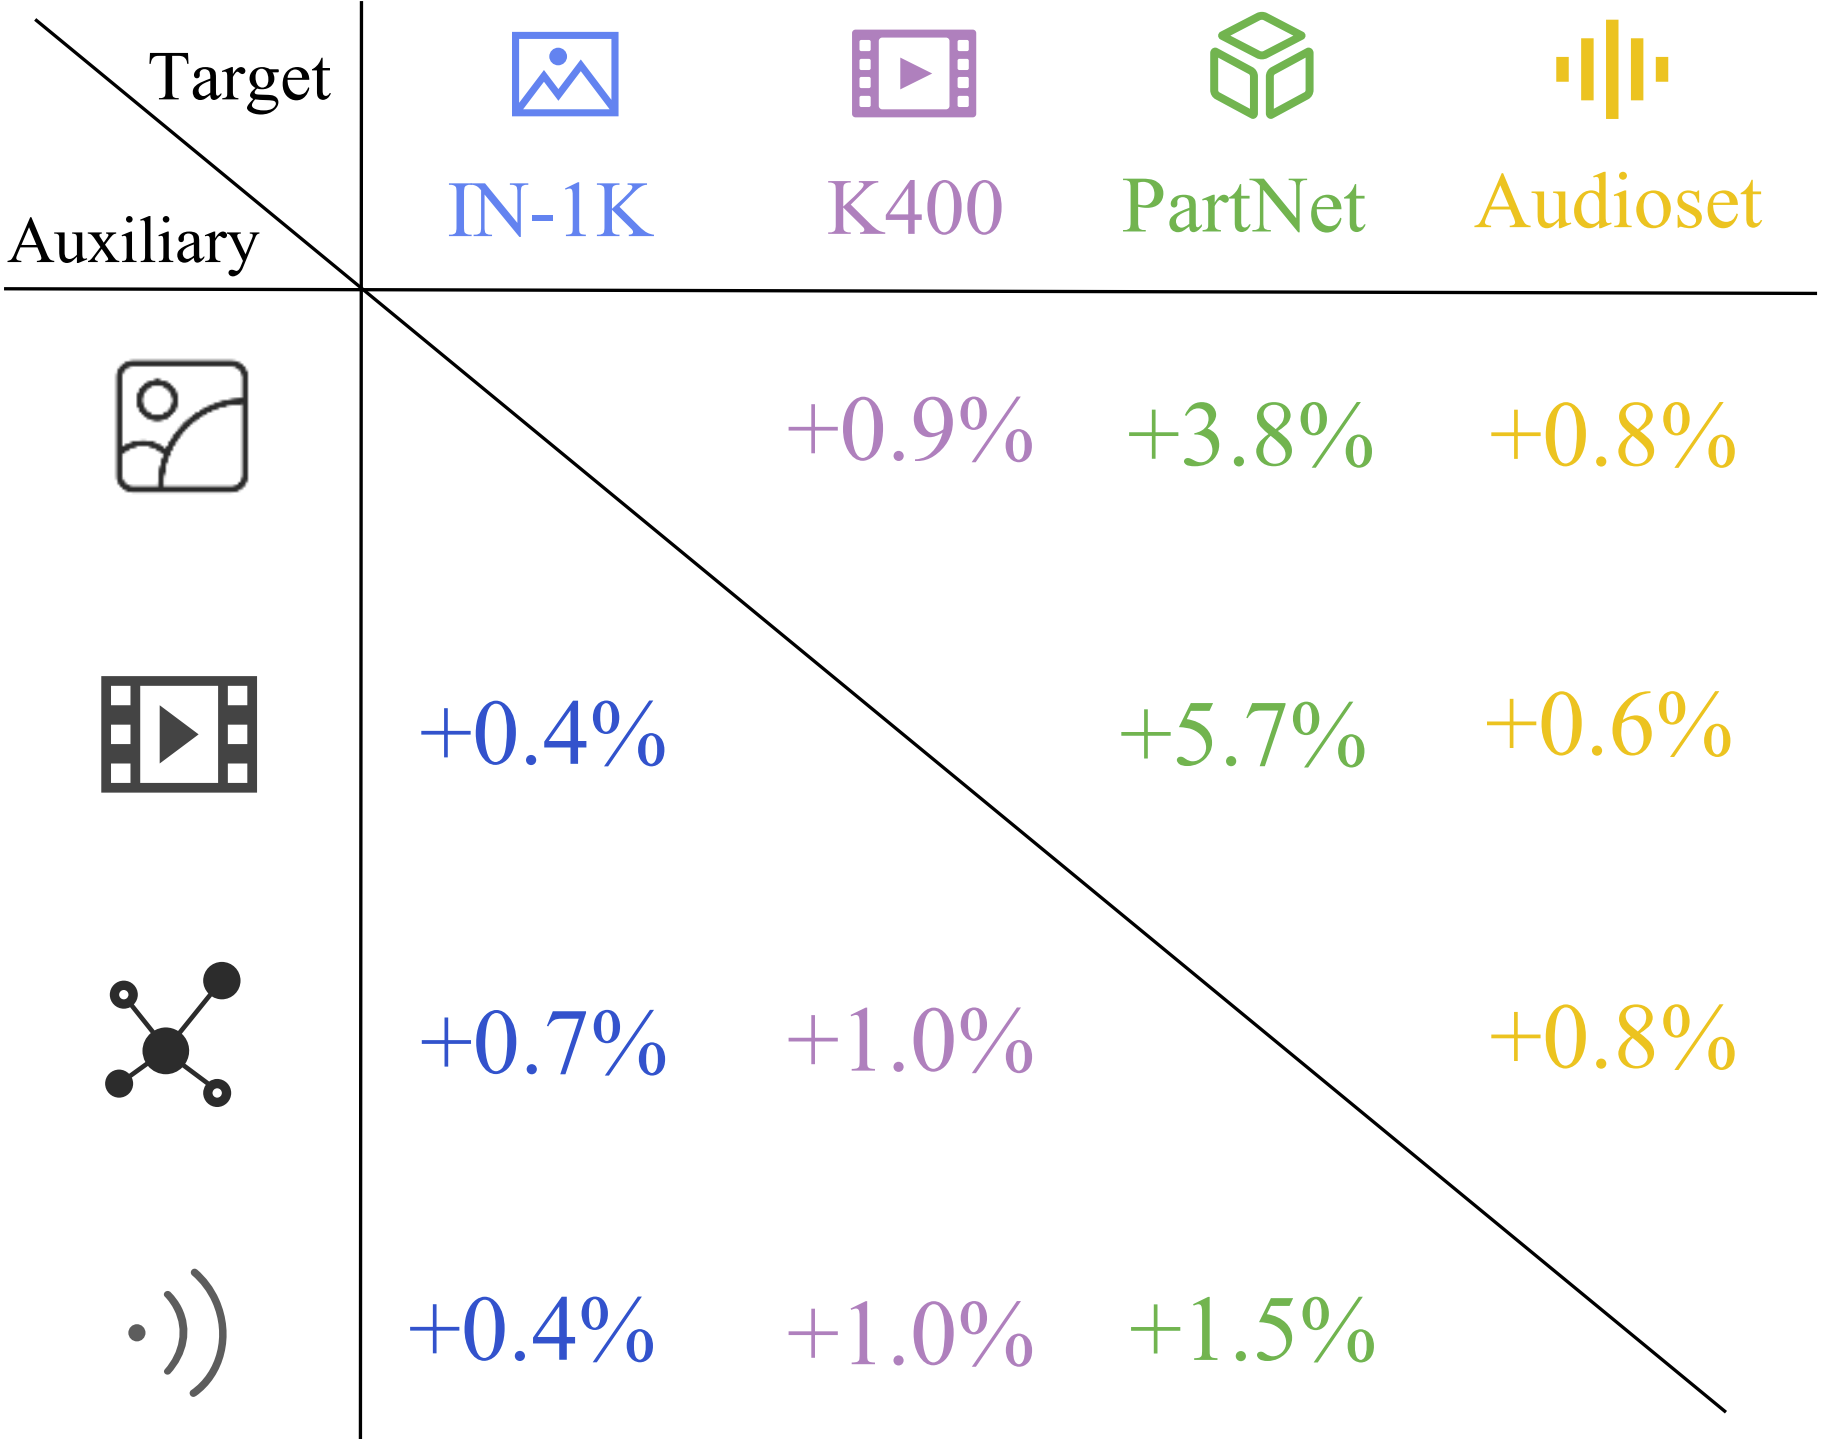 Target
Auxiliary
IN-1K K400 PartNet Audioset
+0.9% +3.8% +0.8%
+0.4% +5.7% +0.6%
+0.7% +1.0% +0.8%
+0.4% +1.0% +1.5%